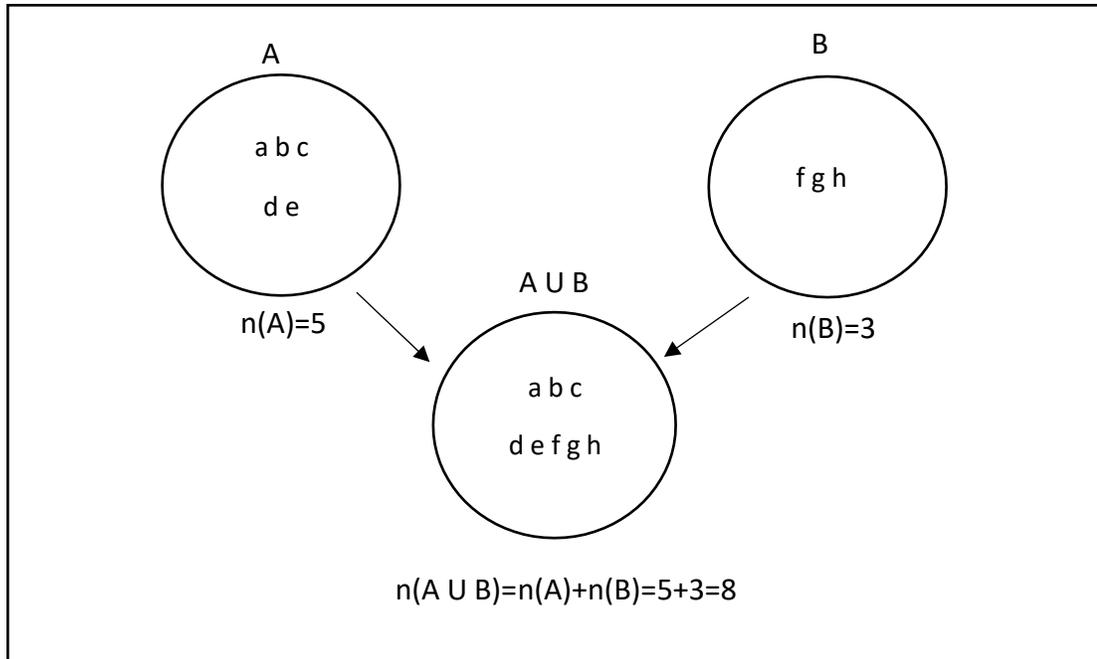 A
B
a b c
d e
f g h
n(A)=5
n(B)=3
A U B
a b c
d e f g h
n(A U B)=n(A)+n(B)=5+3=8